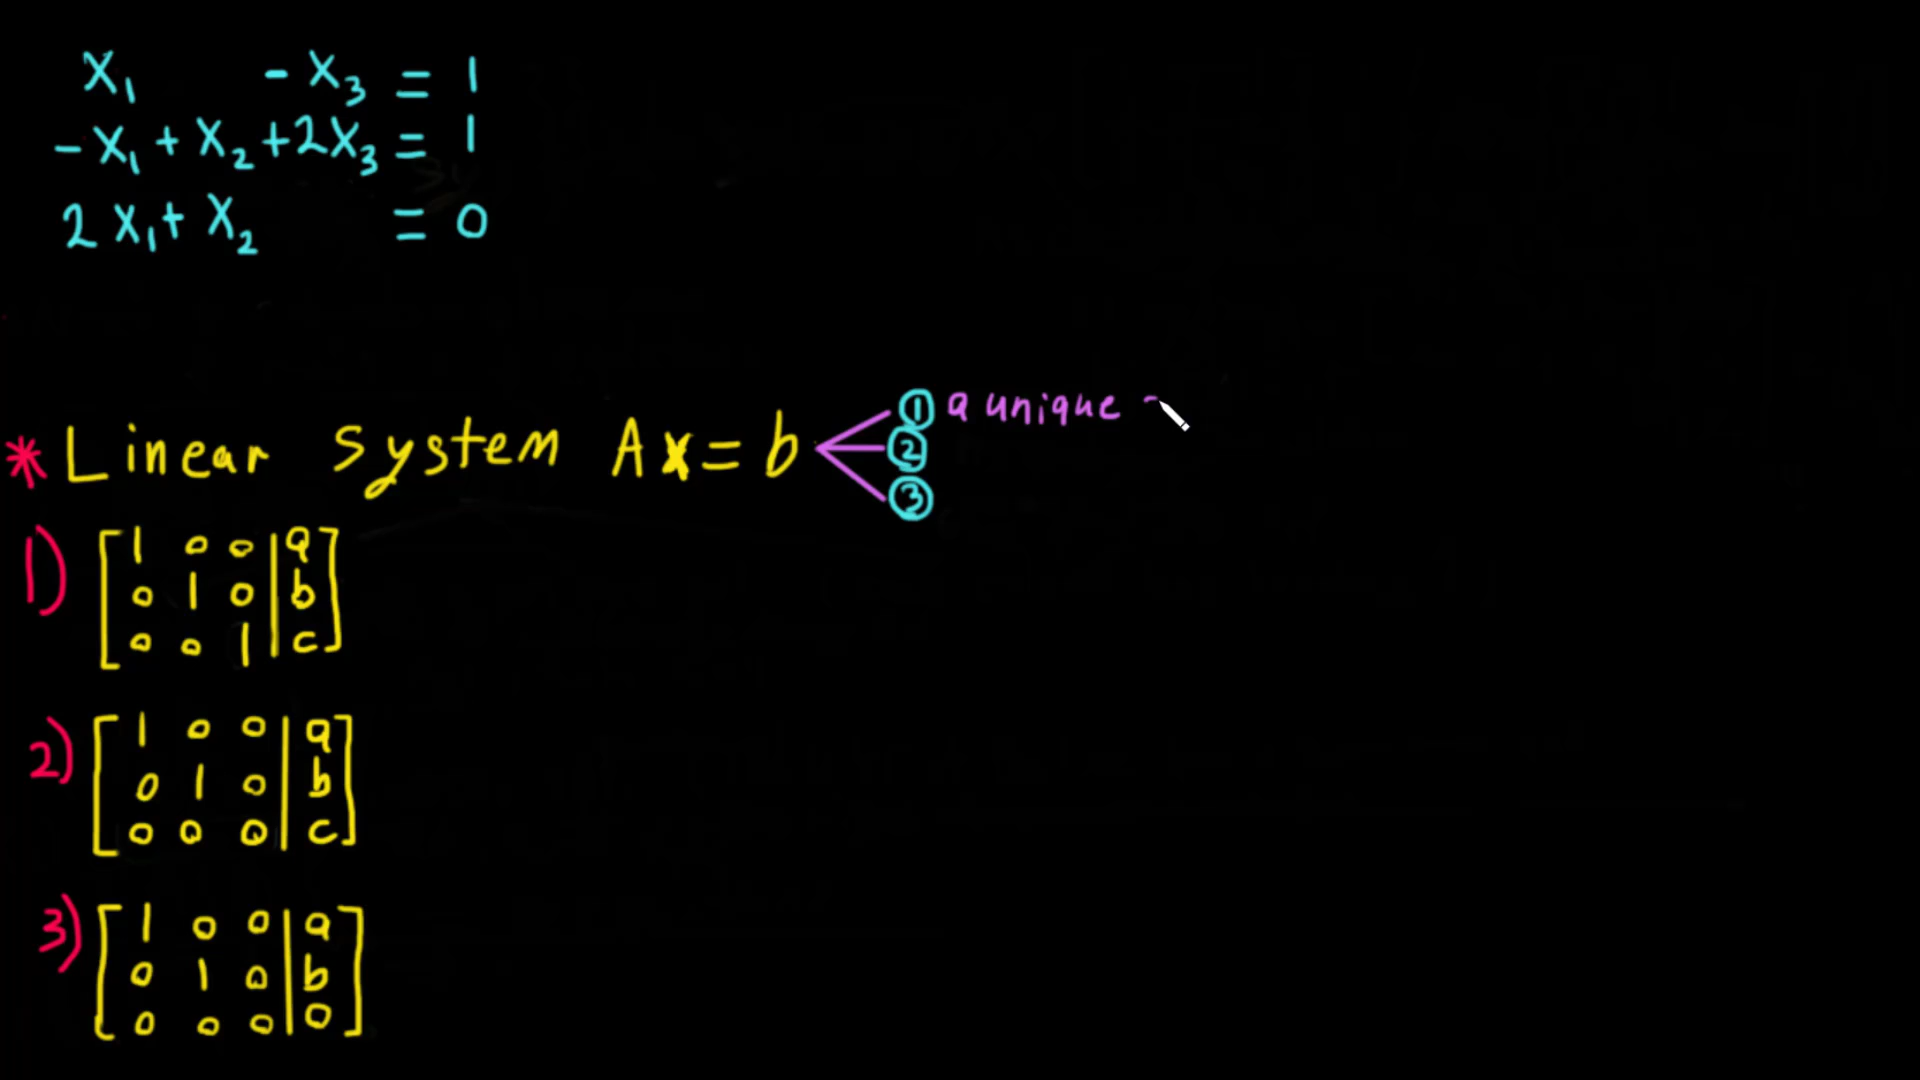 x₁ - x₃ = 1
-x₁ + x₂ + 2x₃ = 1
2x₁ + x₂ = 0
* Linear System Ax = b
① a unique
②
③
1) [1 0 0 | a]
[0 1 0 | b]
[0 0 1 | c]
2) [1 0 0 | a]
[0 1 0 | b]
[0 0 0 | c]
3) [1 0 0 | a]
[0 1 0 | b]
[0 0 0 | 0]